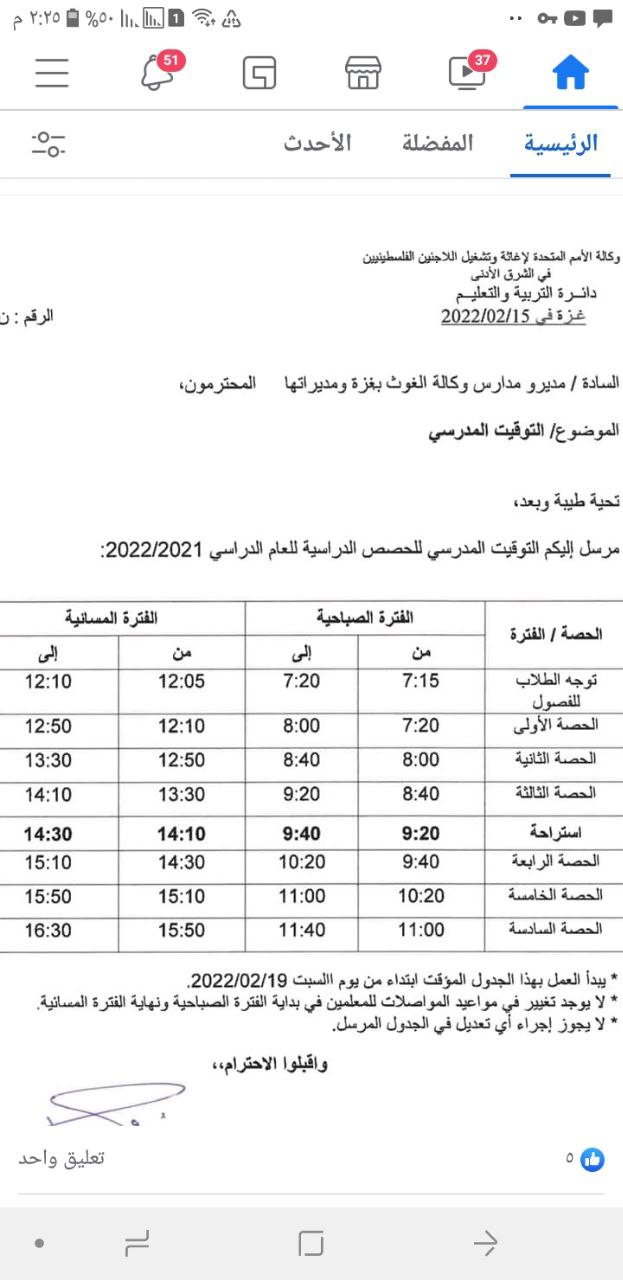 ٢:٢٥ م %٥٠
1
51
37
الرئيسية المفضلة الأحدث
وكالة الأمم المتحدة لإغاثة وتشغيل اللاجئين الفلسطينيين
في الشرق الأدنى
دائـرة التربية والتعليـم
غزة في 2022/02/15
الرقم : ن
السادة / مديرو مدارس وكالة الغوث بغزة ومديراتها المحترمون،
الموضوع/ التوقيت المدرسي
تحية طيبة وبعد،
مرسل إليكم التوقيت المدرسي للحصص الدراسية للعام الدراسي 2022/2021:
الحصة / الفترة الفترة الصباحية الفترة المسائية
من إلى من إلى
توجه الطلاب للفصول 7:15 7:20 12:05 12:10
الحصة الأولى 7:20 8:00 12:10 12:50
الحصة الثانية 8:00 8:40 12:50 13:30
الحصة الثالثة 8:40 9:20 13:30 14:10
استراحة 9:20 9:40 14:10 14:30
الحصة الرابعة 9:40 10:20 14:30 15:10
الحصة الخامسة 10:20 11:00 15:10 15:50
الحصة السادسة 11:00 11:40 15:50 16:30
* يبدأ العمل بهذا الجدول المؤقت ابتداء من يوم االسبت 2022/02/19.
* لا يوجد تغيير في مواعيد المواصلات للمعلمين في بداية الفترة الصباحية ونهاية الفترة المسائية.
* لا يجوز إجراء أي تعديل في الجدول المرسل.
واقبلوا الاحترام،،
٥
تعليق واحد